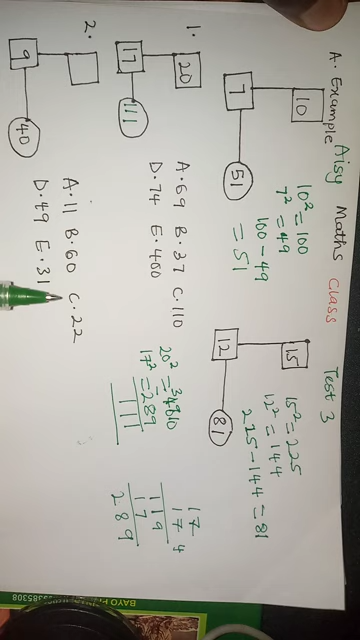 Aisy Maths Class Test 3
A. Example
10
7
51
10² = 100
7² = 49
100 - 49
= 51
15
12
81
15² = 225
12² = 144
225 - 144 = 81
1.
20
17
111
A. 69 B. 37 C. 110
D. 74 E. 400
20² = 400
17² = 289
111
17
17
119
17
289
2.
9
40
A. 11 B. 60 C. 22
D. 49 E. 31